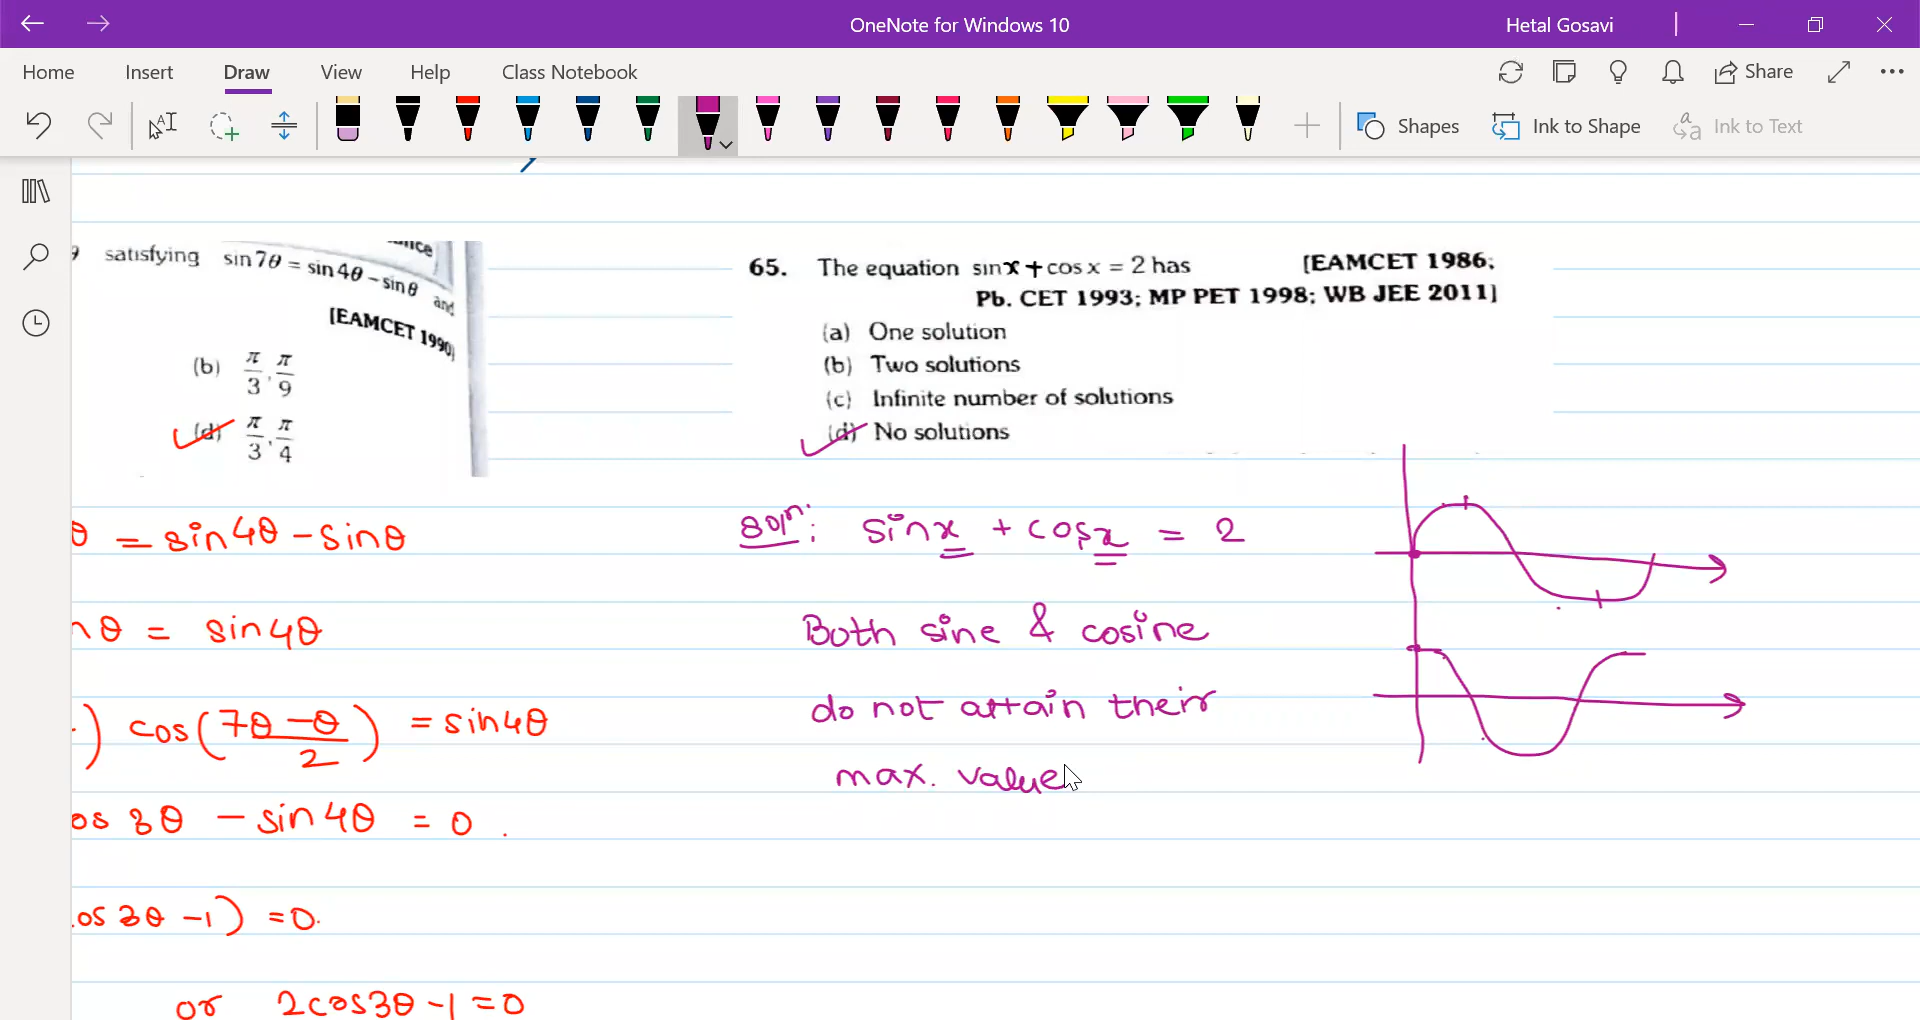 OneNote for Windows 10
Hetal Gosavi
Home Insert Draw View Help Class Notebook
Share
Shapes Ink to Shape Ink to Text
θ satisfying sin7θ = sin4θ − sinθ and
[EAMCET 1990]
(b) π/3, π/9
(d) π/3, π/4
θ = sin4θ − sinθ
nθ = sin4θ
) cos(7θ − θ / 2) = sin4θ
os 3θ − sin4θ = 0 .
os 3θ − 1) = 0.
or 2cos3θ − 1 = 0
65. The equation sinx + cos x = 2 has [EAMCET 1986;
Pb. CET 1993; MP PET 1998; WB JEE 2011]
(a) One solution
(b) Two solutions
(c) Infinite number of solutions
(d) No solutions
Soln: sinx + cosx = 2
Both sine & cosine
do not attain their
max. value